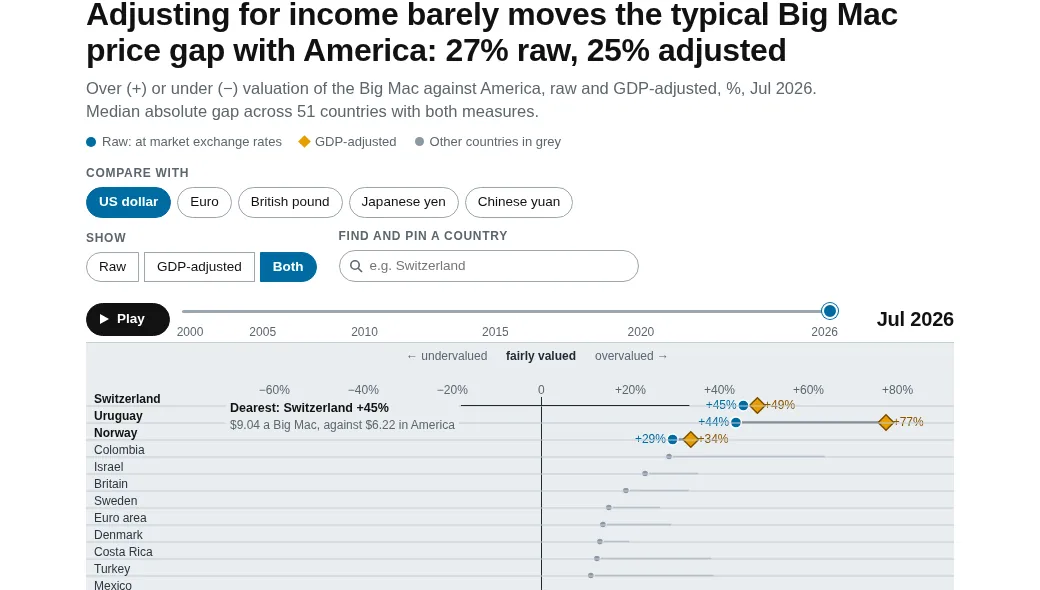 Adjusting for income barely moves the typical Big Mac
price gap with America: 27% raw, 25% adjusted
Over (+) or under (−) valuation of the Big Mac against America, raw and GDP-adjusted, %, Jul 2026.
Median absolute gap across 51 countries with both measures.
Raw: at market exchange rates GDP-adjusted Other countries in grey
COMPARE WITH
US dollar Euro British pound Japanese yen Chinese yuan
SHOW
Raw GDP-adjusted Both
FIND AND PIN A COUNTRY
e.g. Switzerland
Play
2000 2005 2010 2015 2020 2026
Jul 2026
← undervalued fairly valued overvalued →
−60% −40% −20% 0 +20% +40% +60% +80%
Switzerland
Dearest: Switzerland +45%
$9.04 a Big Mac, against $6.22 in America
+45% +49%
Uruguay +44% +77%
Norway +29% +34%
Colombia
Israel
Britain
Sweden
Euro area
Denmark
Costa Rica
Turkey
Mexico